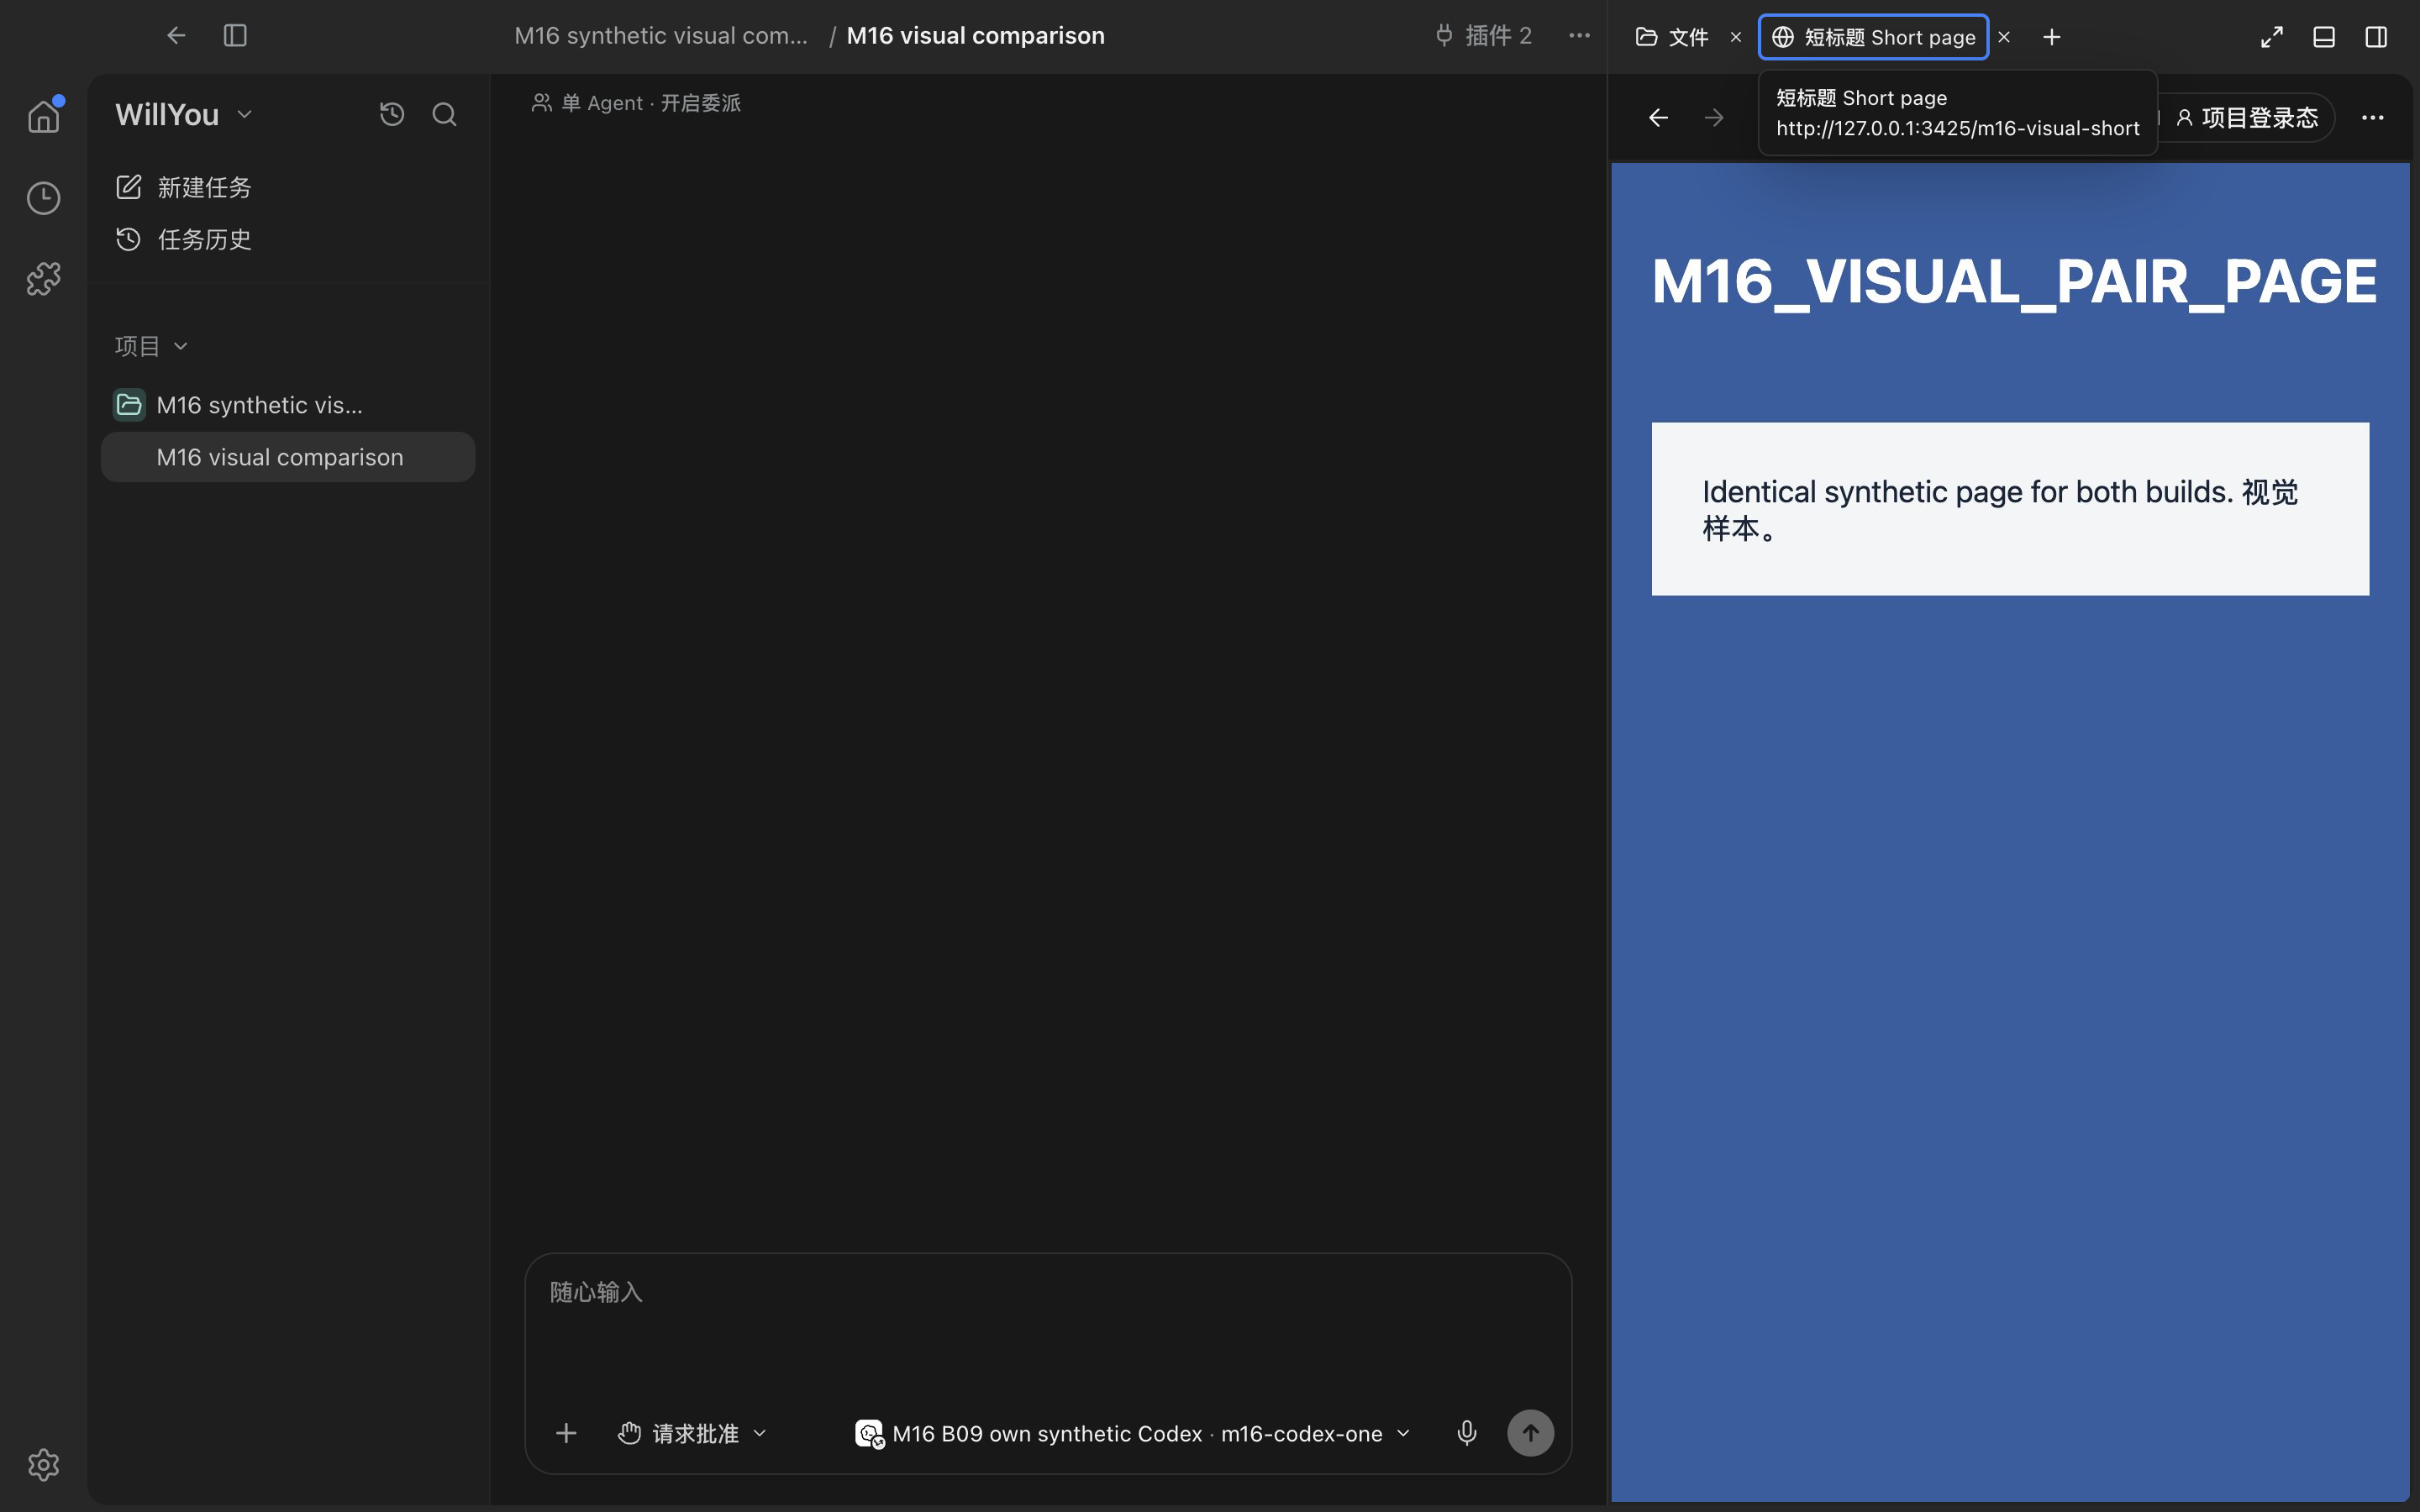 M16 synthetic visual com... / M16 visual comparison
插件 2
文件
短标题 Short page
短标题 Short page
http://127.0.0.1:3425/m16-visual-short
项目登录态
WillYou
新建任务
任务历史
项目
M16 synthetic vis...
M16 visual comparison
单 Agent · 开启委派
随心输入
请求批准
M16 B09 own synthetic Codex · m16-codex-one
M16_VISUAL_PAIR_PAGE
Identical synthetic page for both builds. 视觉
样本。